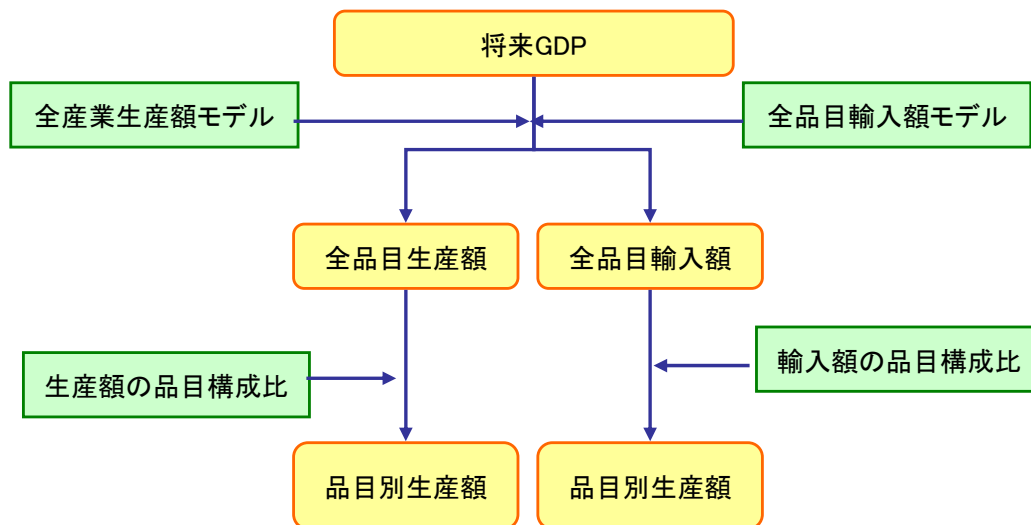 将来GDP
全産業生産額モデル
全品目輸入額モデル
全品目生産額
全品目輸入額
生産額の品目構成比
輸入額の品目構成比
品目別生産額
品目別生産額